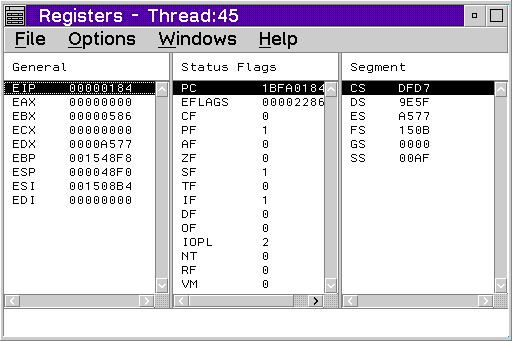 Registers - Thread:45
File Options Windows Help
General
EIP 00000184
EAX 00000000
EBX 00000586
ECX 00000000
EDX 0000A577
EBP 001548F8
ESP 000048F0
ESI 001508B4
EDI 00000000
Status Flags
PC 1BFA0184
EFLAGS 00002286
CF 0
PF 1
AF 0
ZF 0
SF 1
TF 0
IF 1
DF 0
OF 0
IOPL 2
NT 0
RF 0
VM 0
Segment
CS DFD7
DS 9E5F
ES A577
FS 150B
GS 0000
SS 00AF